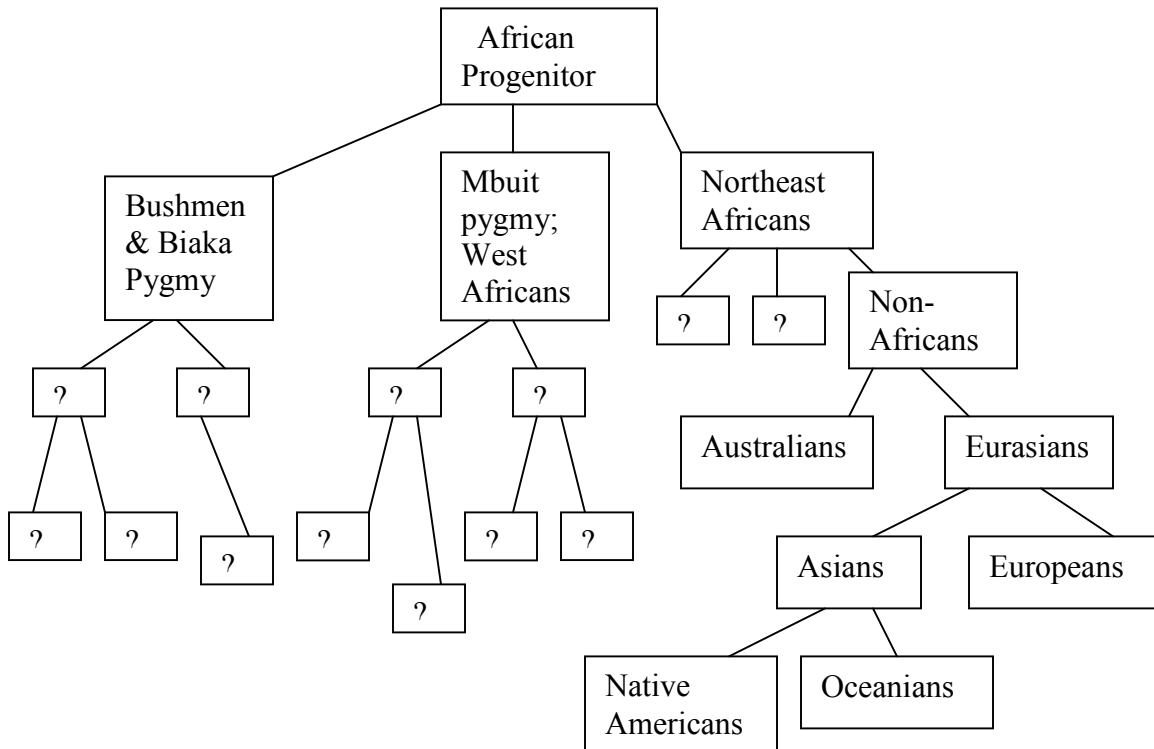 African
Progenitor
Bushmen
& Biaka
Pygmy
Mbuit
pygmy;
West
Africans
Northeast
Africans
?
?
Non-
Africans
?
?
?
?
Australians
Eurasians
?
?
?
?
?
?
?
Asians
Europeans
Native
Americans
Oceanians